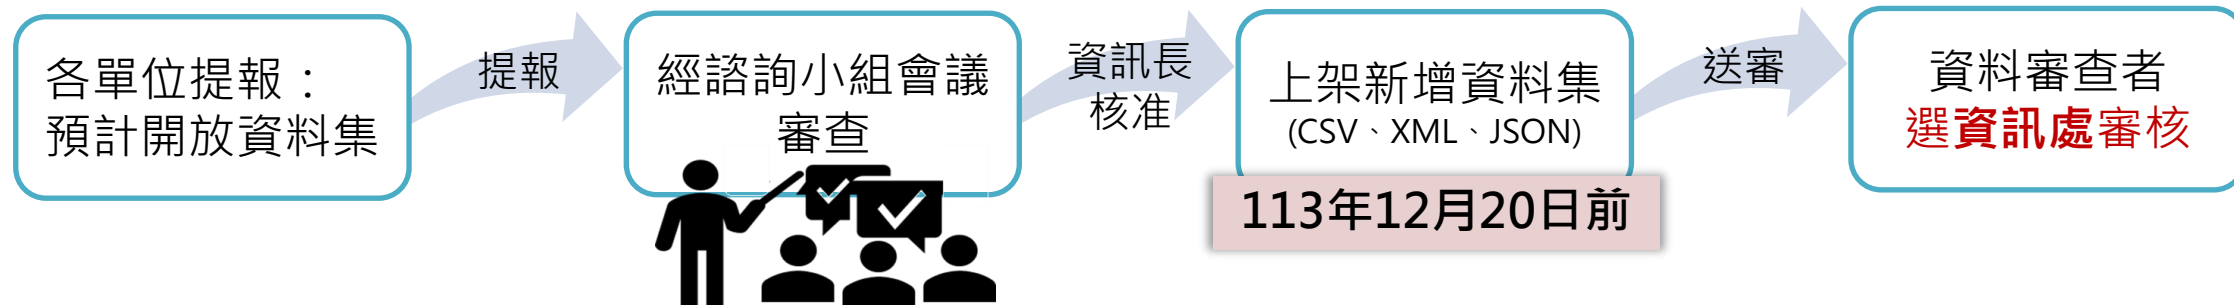 各單位提報：
預計開放資料集
提報
經諮詢小組會議
審查
資訊長
核准
上架新增資料集
(CSV、XML、JSON)
113年12月20日前
送審
資料審查者
選資訊處審核